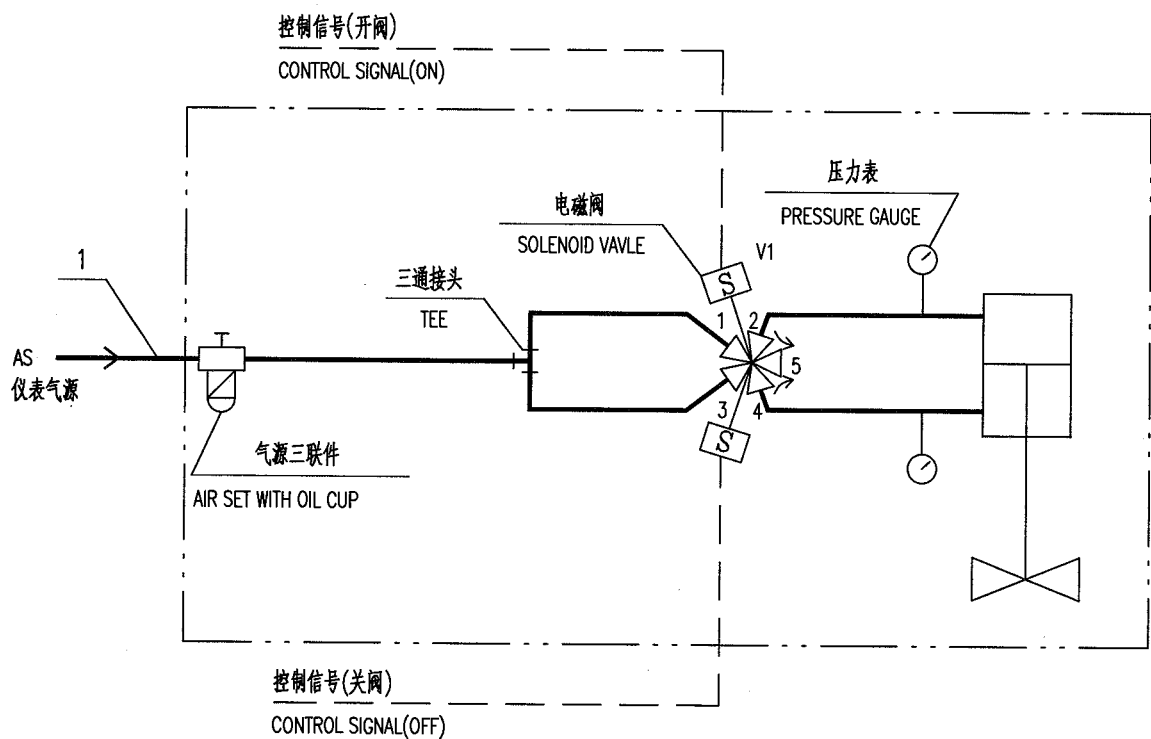 控制信号(开阀)
CONTROL SIGNAL(ON)
压力表
PRESSURE GAUGE
电磁阀
SOLENOID VAVLE
V1
S
1
三通接头
TEE
1
2
AS
仪表气源
5
3
4
S
气源三联件
AIR SET WITH OIL CUP
控制信号(关阀)
CONTROL SIGNAL(OFF)